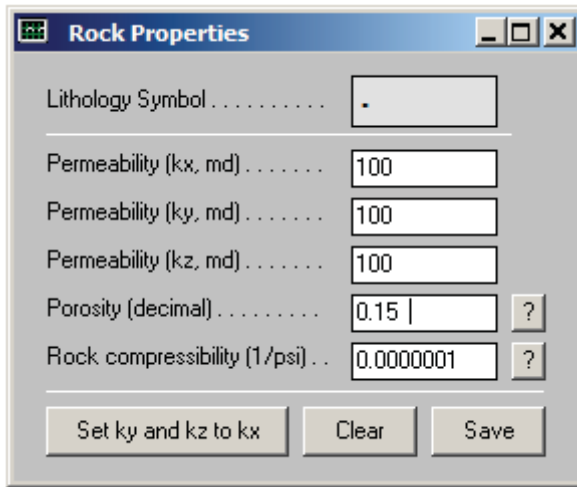 Rock Properties
Lithology Symbol . . . . . . . . . . .
Permeability (kx, md) . . . . . . . 100
Permeability (ky, md) . . . . . . . 100
Permeability (kz, md) . . . . . . . 100
Porosity (decimal) . . . . . . . . . 0.15 ?
Rock compressibility (1/psi) . . 0.0000001 ?
Set ky and kz to kx Clear Save